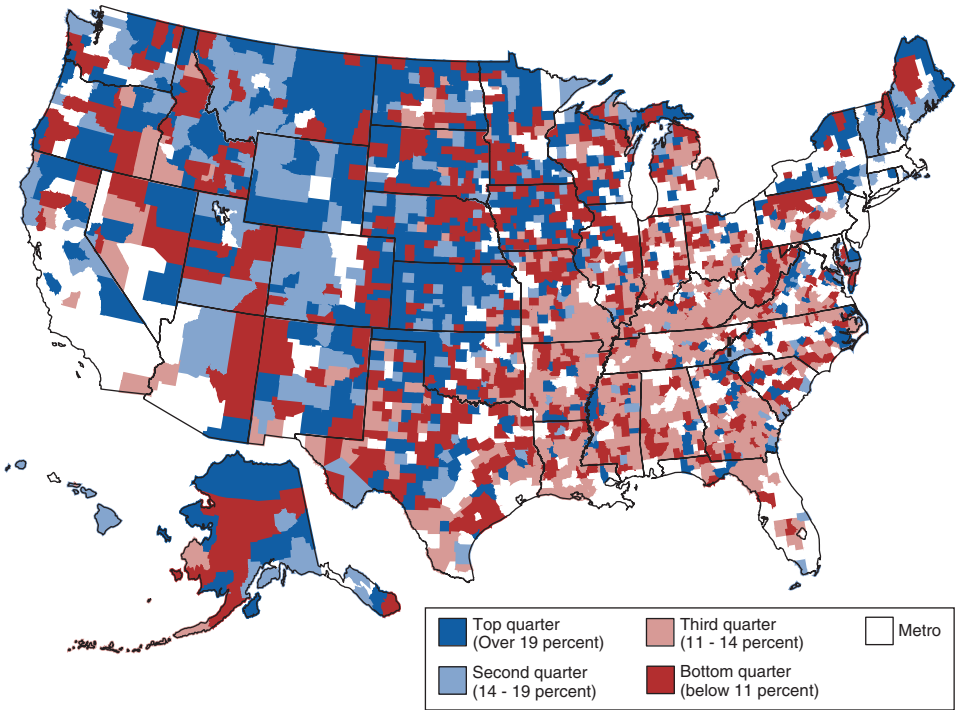 Top quarter
(Over 19 percent)
Second quarter
(14 - 19 percent)
Third quarter
(11 - 14 percent)
Bottom quarter
(below 11 percent)
Metro